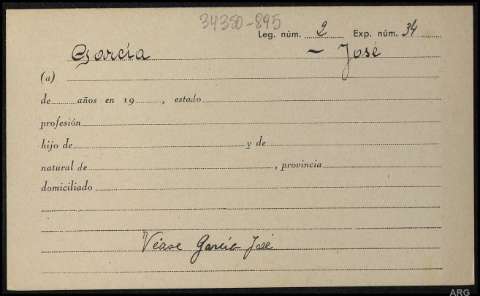 34350-895
Leg. núm. 2 Exp. núm. 34
García - José
(a)
de años en 19 , estado
profesión
hijo de y de
natural de , provincia
domiciliado
Véase García José
ARG